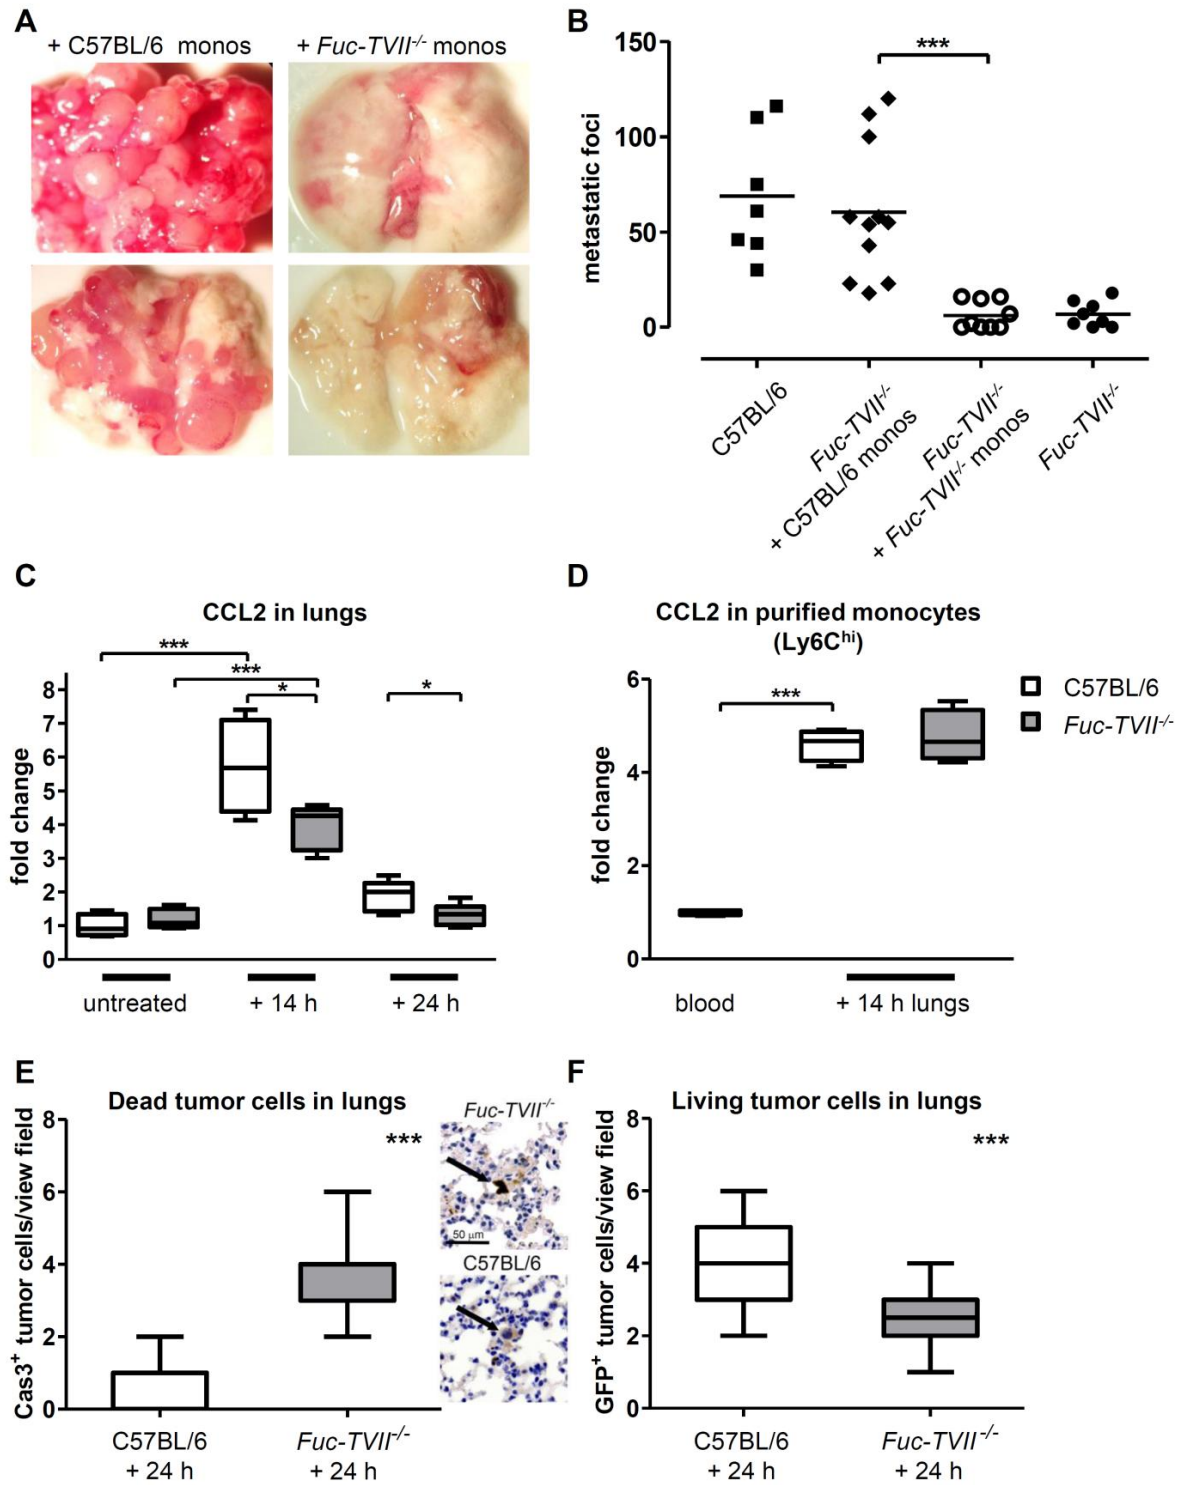 A
+ C57BL/6 monos
+ Fuc-TVII-/- monos
B
***
150
100
50
0
metastatic foci
C57BL/6
Fuc-TVII-/-
+ C57BL/6 monos
Fuc-TVII-/-
+ Fuc-TVII-/- monos
Fuc-TVII-/-
C
CCL2 in lungs
***
***
*
*
8
7
6
5
4
3
2
1
0
fold change
untreated
+ 14 h
+ 24 h
D
CCL2 in purified monocytes
(Ly6Chi)
***
6
4
2
0
fold change
blood
+ 14 h lungs
C57BL/6
Fuc-TVII-/-
E
Dead tumor cells in lungs
***
8
6
4
2
0
Cas3+ tumor cells/view field
C57BL/6
+ 24 h
Fuc-TVII-/-
+ 24 h
Fuc-TVII-/-
50 µm
C57BL/6
F
Living tumor cells in lungs
***
8
6
4
2
0
GFP+ tumor cells/view field
C57BL/6
+ 24 h
Fuc-TVII-/-
+ 24 h